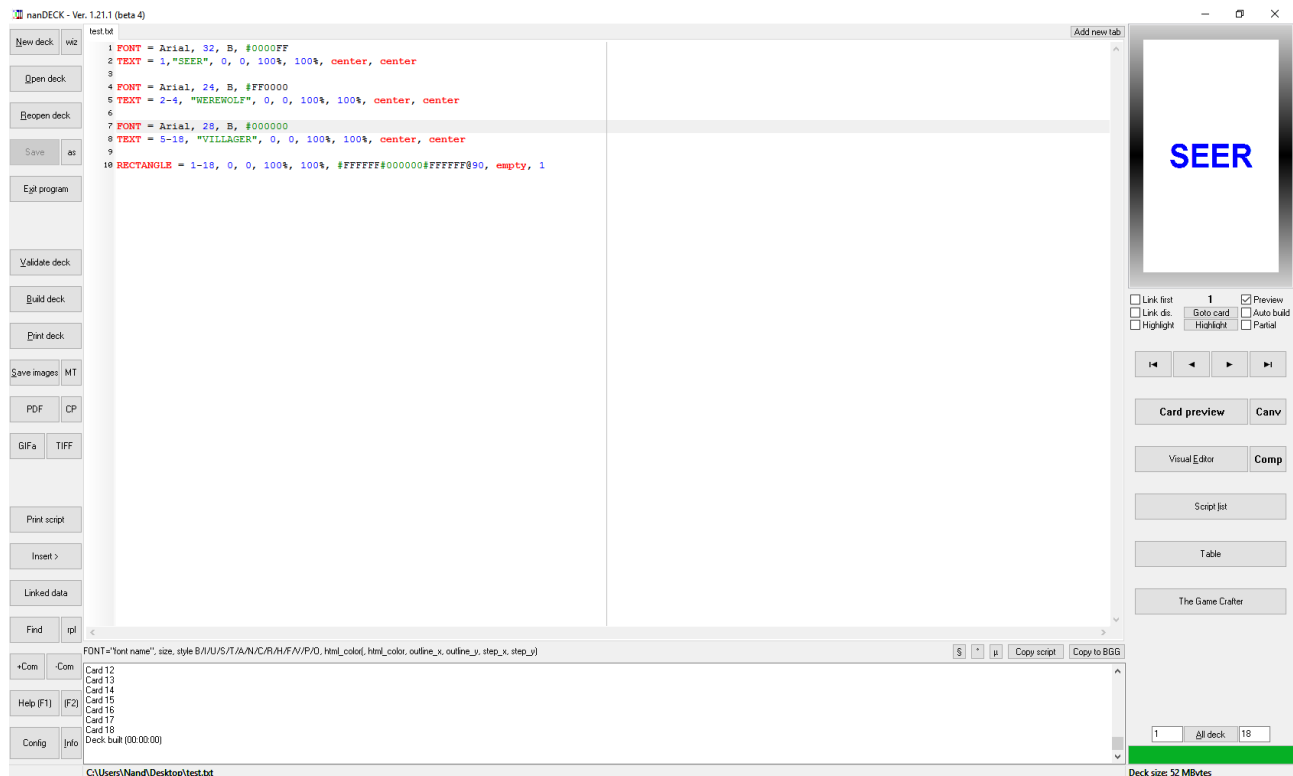 nanDECK - Ver. 1.21.1 (beta 4)
New deck wiz
Open deck
Reopen deck
Save as
Exit program
Validate deck
Build deck
Print deck
Save images MT
PDF CP
GIFa TIFF
Print script
Insert >
Linked data
Find rpl
+Com -Com
Help (F1) (F2)
Config Info
test.txt
Add new tab
1 FONT = Arial, 32, B, #0000FF
2 TEXT = 1,"SEER", 0, 0, 100%, 100%, center, center
3
4 FONT = Arial, 24, B, #FF0000
5 TEXT = 2-4, "WEREWOLF", 0, 0, 100%, 100%, center, center
6
7 FONT = Arial, 28, B, #000000
8 TEXT = 5-18, "VILLAGER", 0, 0, 100%, 100%, center, center
9
10 RECTANGLE = 1-18, 0, 0, 100%, 100%, #FFFFFF#000000#FFFFFF@90, empty, 1
FONT="font name", size, style B/I/U/S/T/A/N/C/R/H/F/V/P/O, html_color(, html_color, outline_x, outline_y, step_x, step_y)
§ " µ Copy script Copy to BGG
Card 12
Card 13
Card 14
Card 15
Card 16
Card 17
Card 18
Deck built (00:00:00)
C:\Users\Nand\Desktop\test.txt
SEER
Link first 1 Preview
Link dis. Goto card Auto build
Highlight Highlight Partial
Card preview Canv
Visual Editor Comp
Script list
Table
The Game Crafter
1 All deck 18
Deck size: 52 MBytes